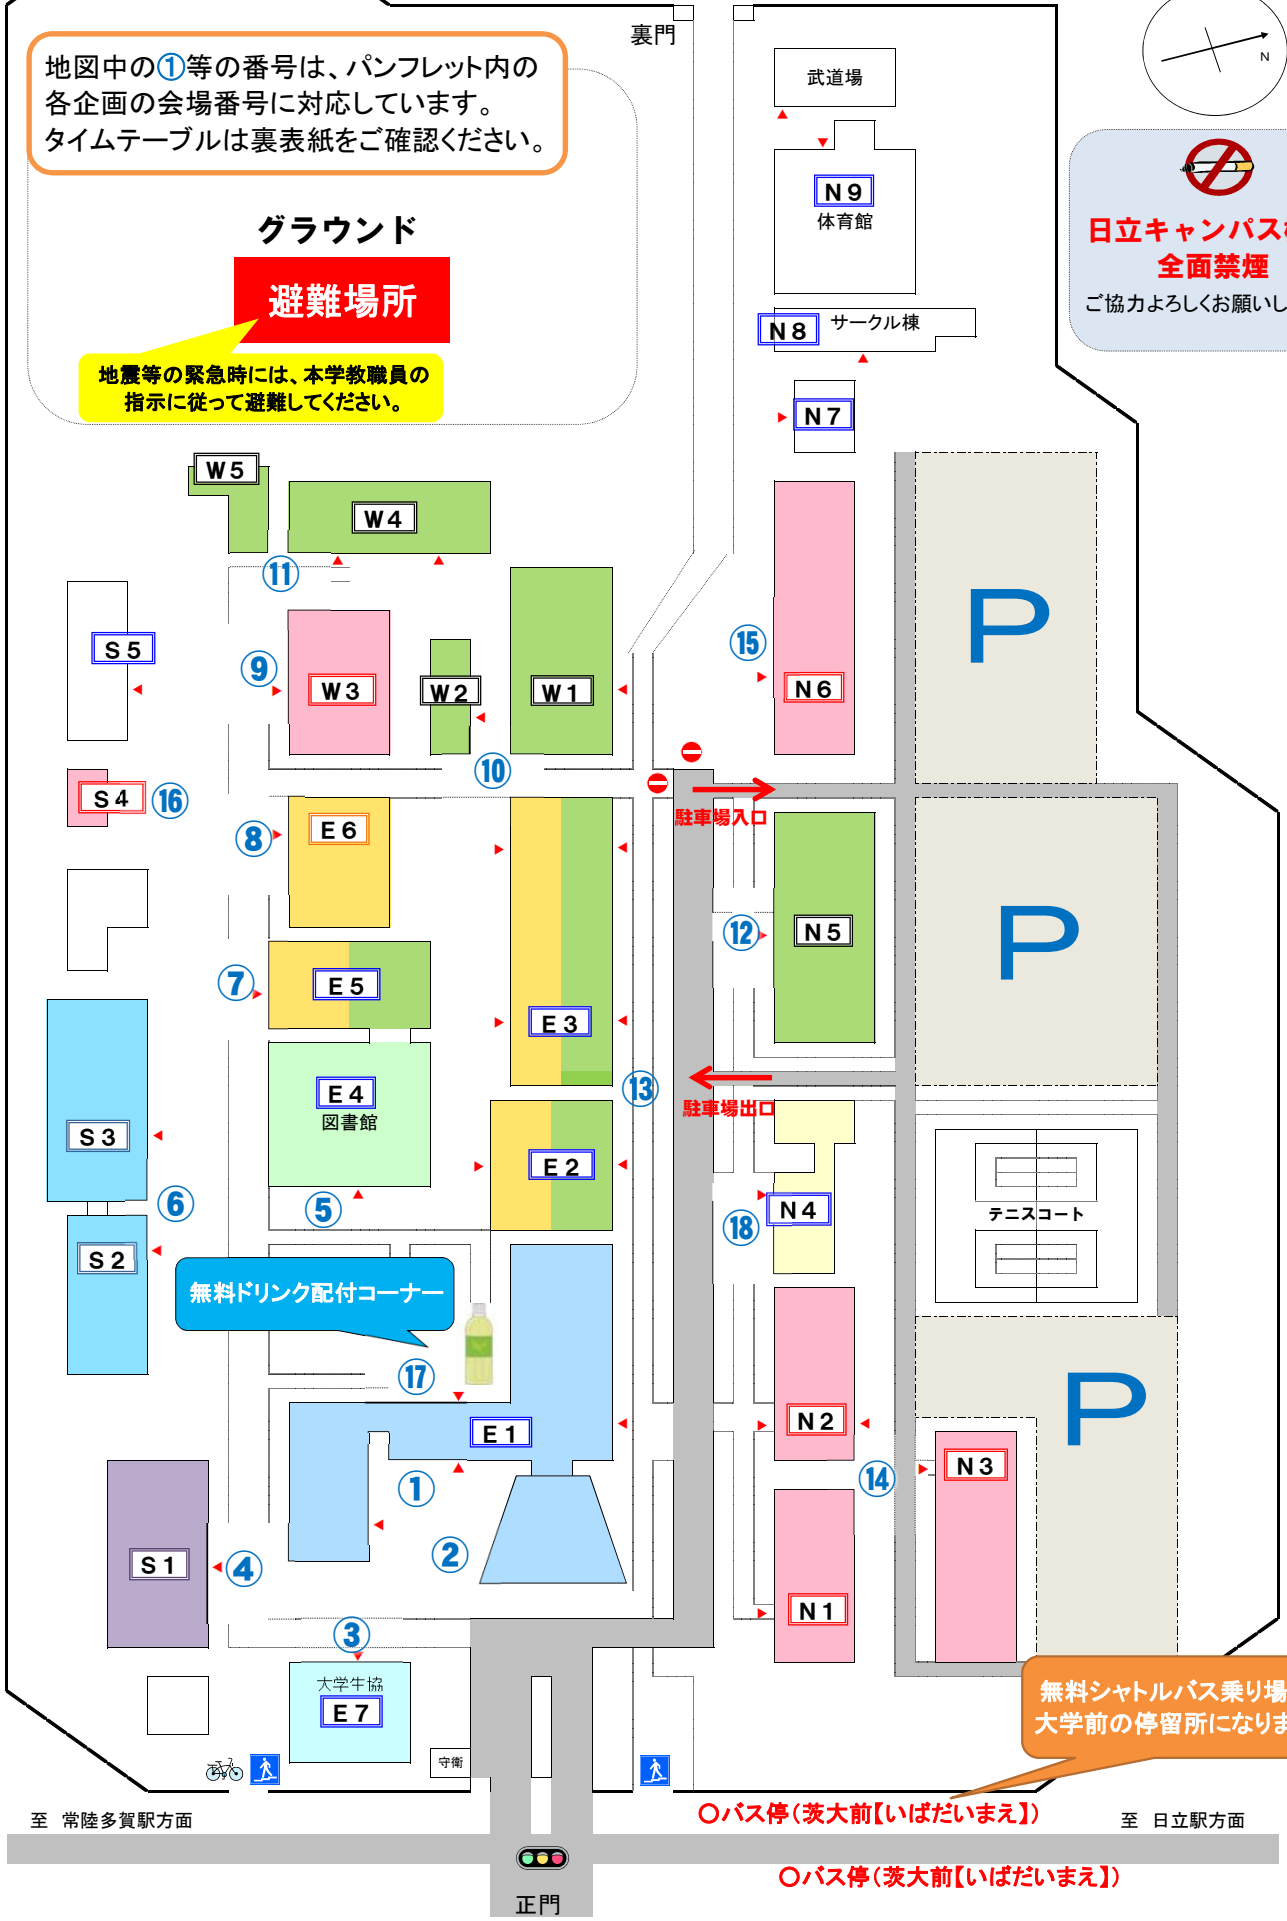 裏門
地図中の①等の番号は、パンフレット内の
各企画の会場番号に対応しています。
タイムテーブルは裏表紙をご確認ください。
N
武道場
N9
体育館
日立キャンパス
全面禁煙
ご協力よろしくお願いし
グラウンド
避難場所
地震等の緊急時には、本学教職員の
指示に従って避難してください。
N8
サークル棟
N7
W5
W4
⑪
S5
⑨
W3
W2
W1
⑮
N6
P
⑩
S4
⑯
駐車場入口
⑧
E6
⑫
N5
P
⑦
E5
E3
E4
図書館
⑬
駐車場出口
S3
E2
⑥
⑤
⑱
N4
テニスコート
S2
無料ドリンク配付コーナー
⑰
P
E1
N2
①
⑭
N3
②
S1
④
N1
③
大学生協
E7
無料シャトルバス乗り場
大学前の停留所になりま
守衛
至 常陸多賀駅方面
○バス停(茨大前【いばだいまえ】)
至 日立駅方面
○バス停(茨大前【いばだいまえ】)
正門